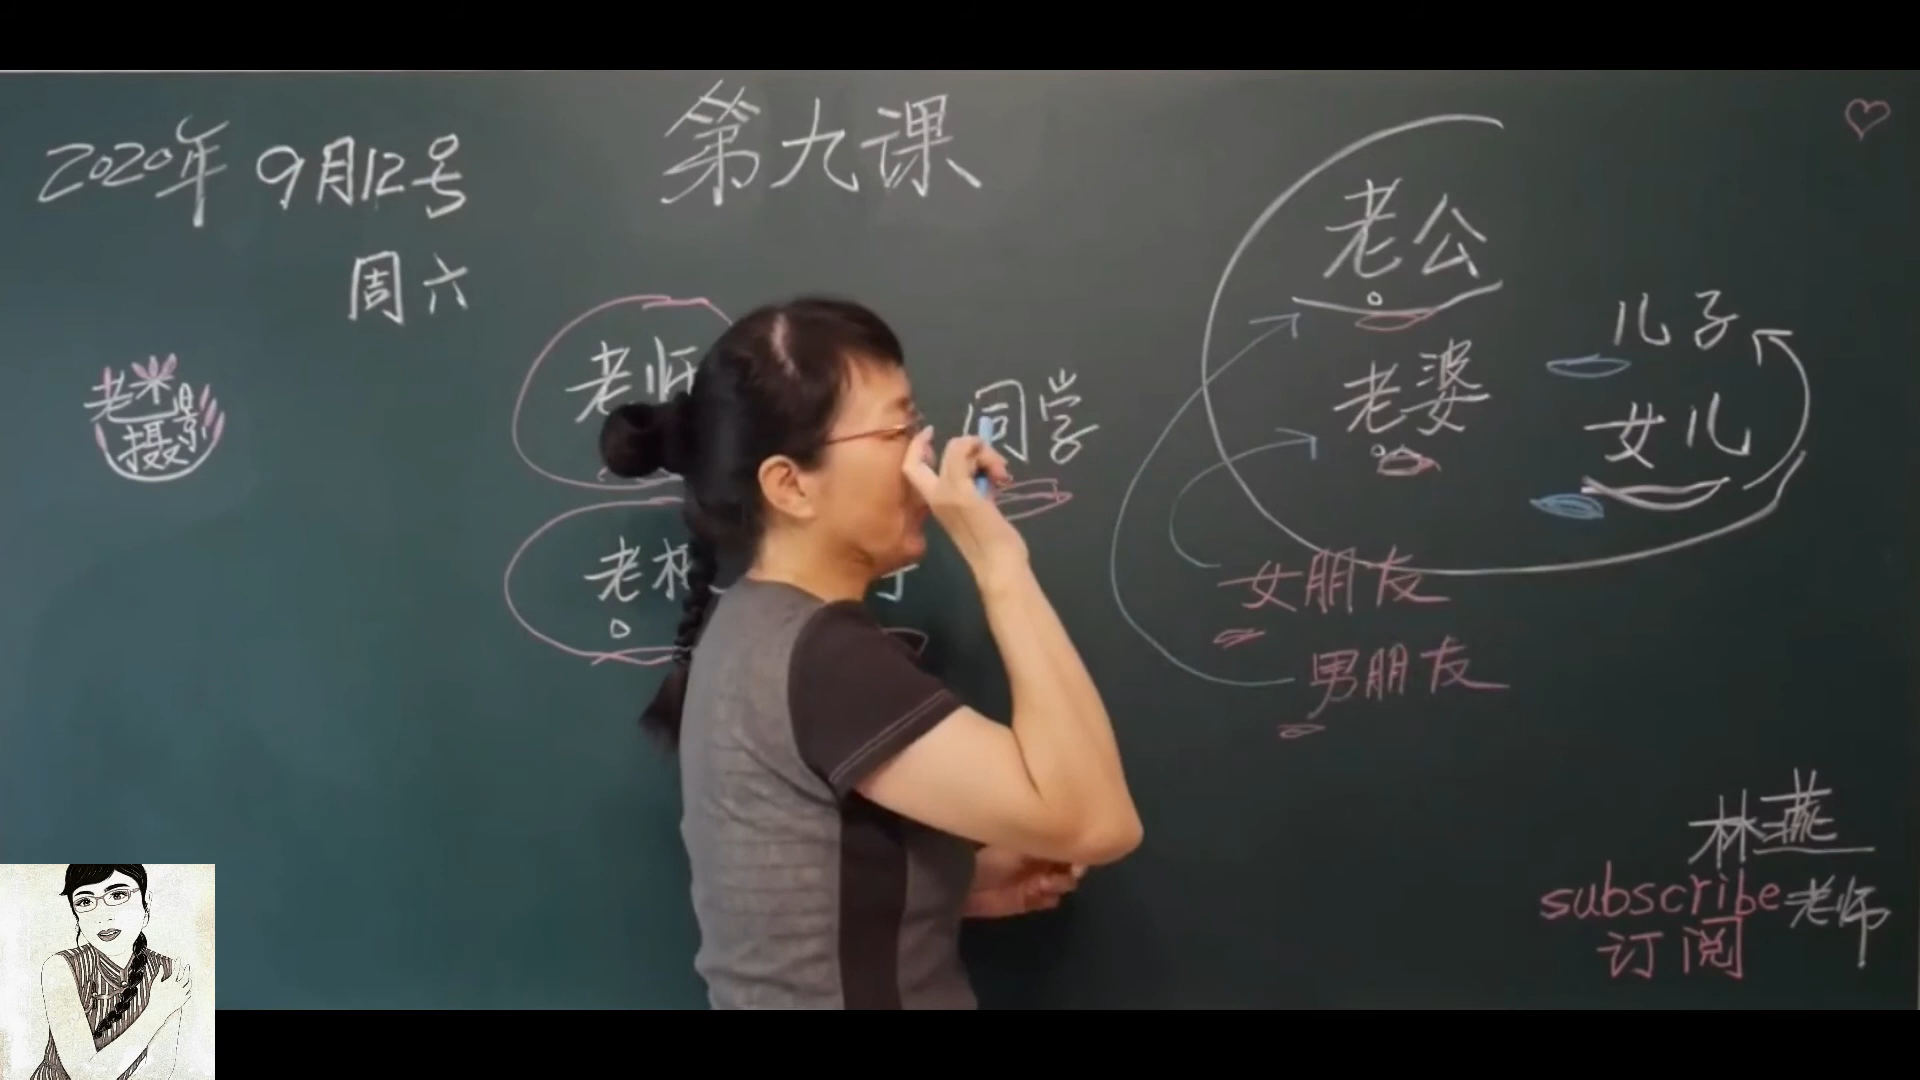 2020年 9月12号
周六
第九课
老米
摄影
老师
同学
老公
老婆
儿子
女儿
女朋友
男朋友
林燕
老师
subscribe
订阅